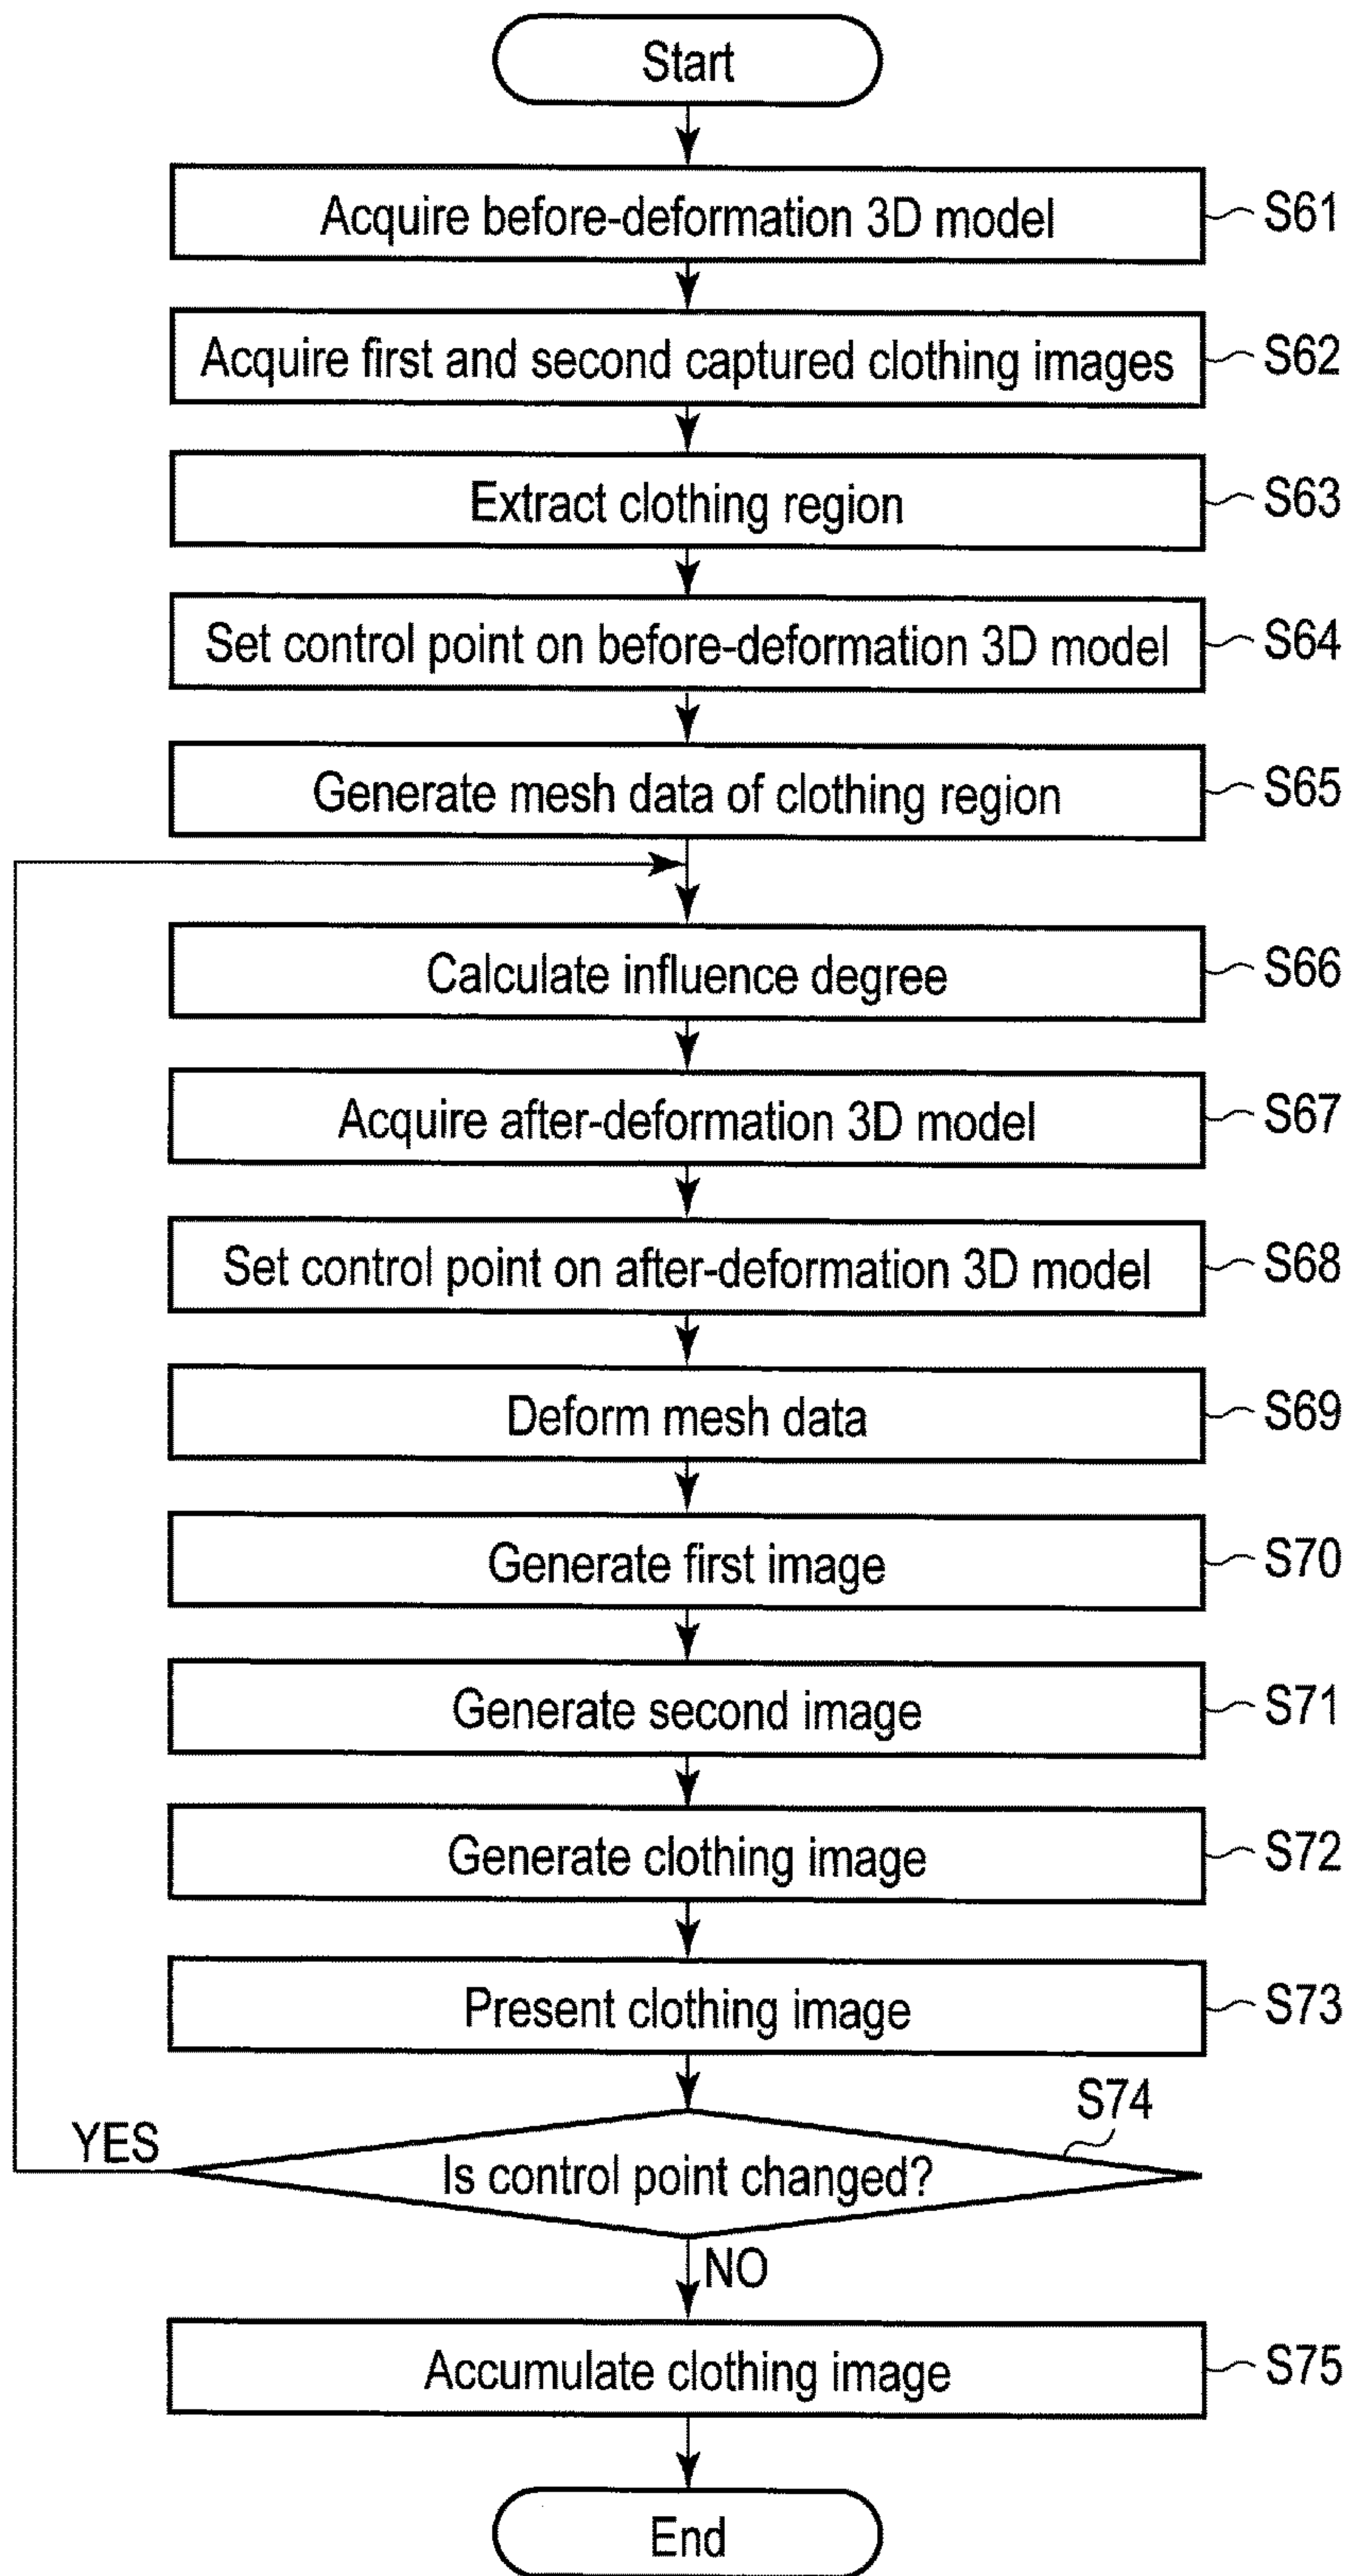 Start
Acquire before-deformation 3D model
S61
Acquire first and second captured clothing images
S62
Extract clothing region
S63
Set control point on before-deformation 3D model
S64
Generate mesh data of clothing region
S65
Calculate influence degree
S66
Acquire after-deformation 3D model
S67
Set control point on after-deformation 3D model
S68
Deform mesh data
S69
Generate first image
S70
Generate second image
S71
Generate clothing image
S72
Present clothing image
S73
S74
YES
Is control point changed?
NO
Accumulate clothing image
S75
End